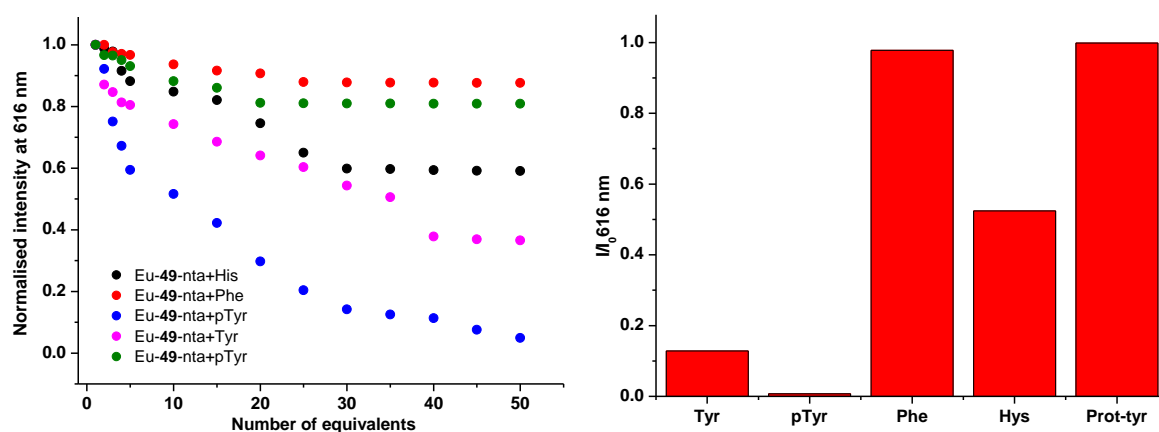 Normalised intensity at 616 nm
1.0
0.8
0.6
0.4
0.2
0.0
Eu-49-nta+His
Eu-49-nta+Phe
Eu-49-nta+pTyr
Eu-49-nta+Tyr
Eu-49-nta+pTyr
0 10 20 30 40 50
Number of equivalents
I/I₀616 nm
1.0
0.8
0.6
0.4
0.2
0.0
Tyr pTyr Phe Hys Prot-tyr